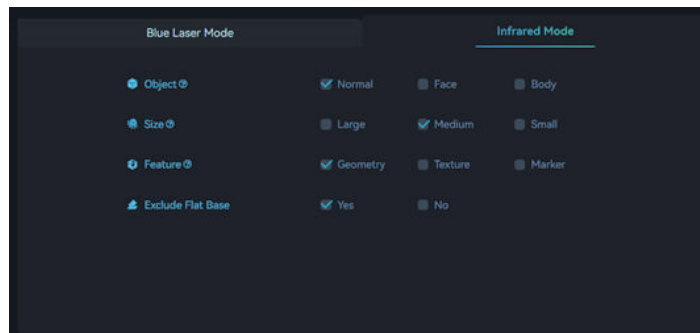 Blue Laser Mode Infrared Mode
Object Normal Face Body
Size Large Medium Small
Feature Geometry Texture Marker
Exclude Flat Base Yes No